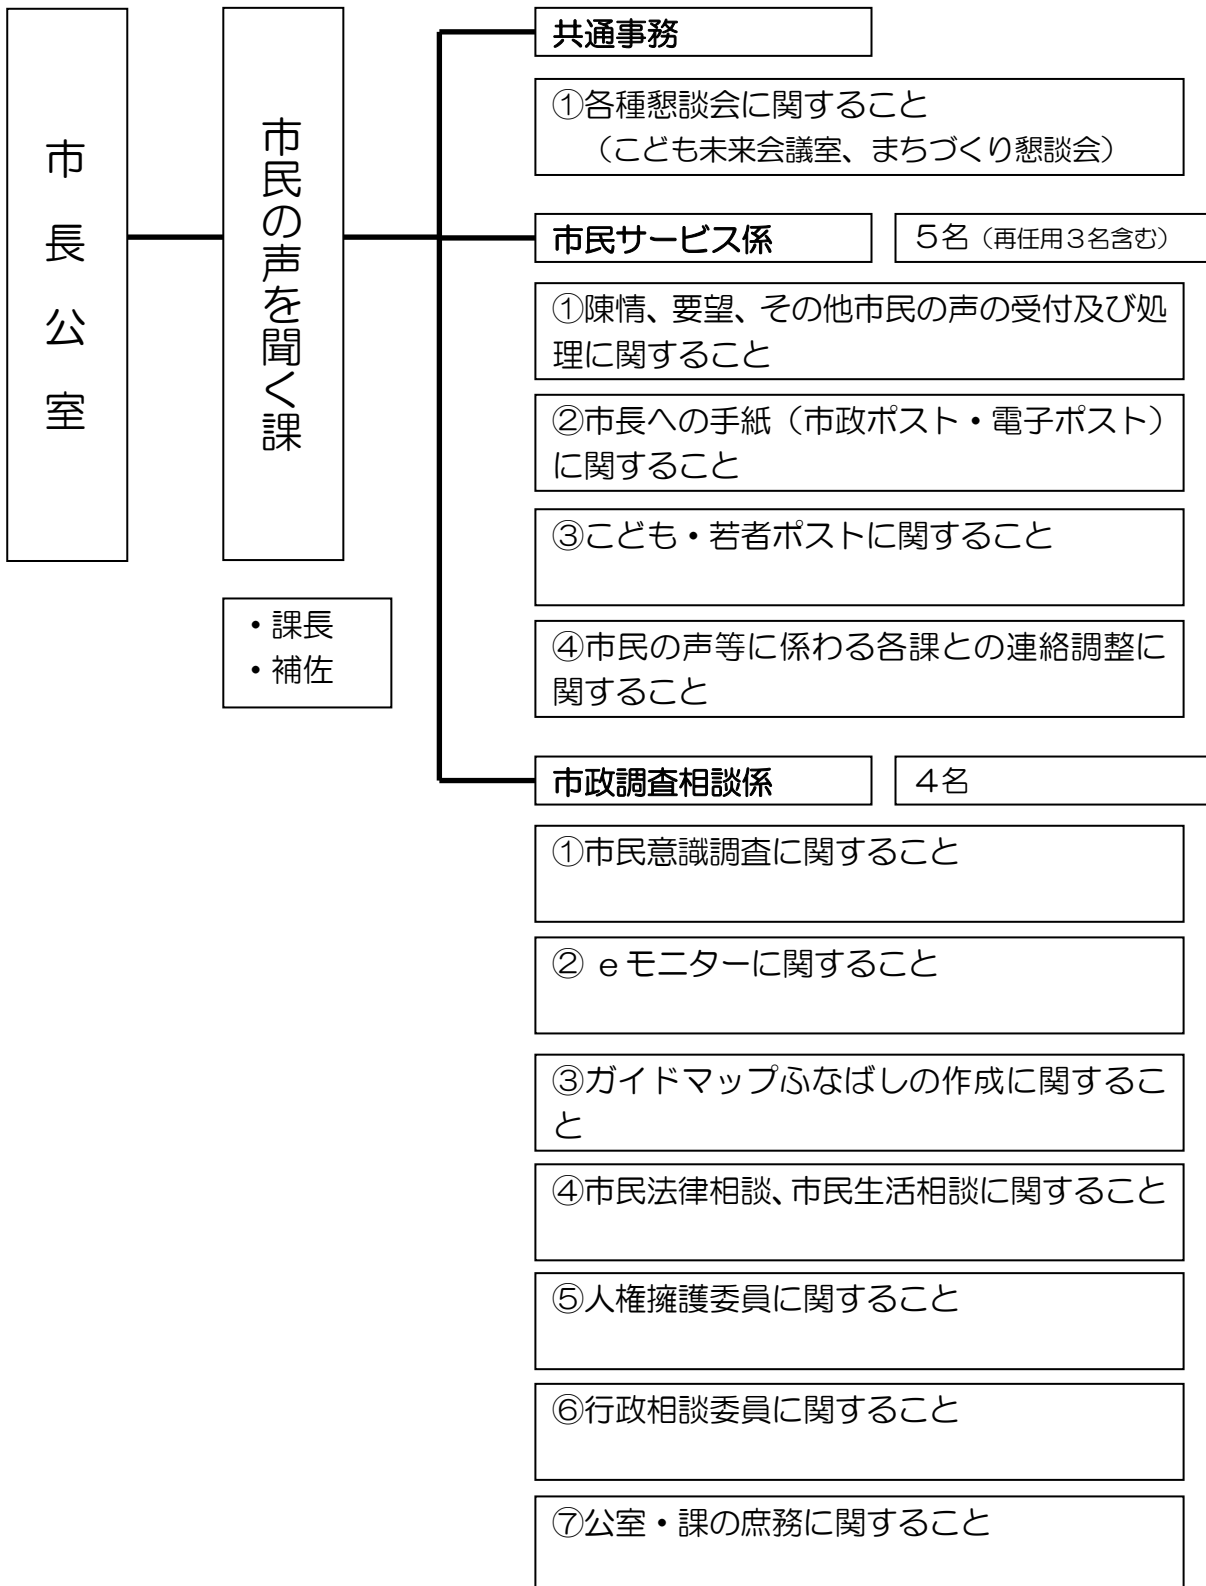 市長公室
市民の声を聞く課
・課長
・補佐
共通事務
①各種懇談会に関すること
（こども未来会議室、まちづくり懇談会）
市民サービス係
５名（再任用３名含む）
①陳情、要望、その他市民の声の受付及び処
理に関すること
②市長への手紙（市政ポスト・電子ポスト）
に関すること
③こども・若者ポストに関すること
④市民の声等に係わる各課との連絡調整に
関すること
市政調査相談係
４名
①市民意識調査に関すること
② eモニターに関すること
③ガイドマップふなばしの作成に関するこ
と
④市民法律相談、市民生活相談に関すること
⑤人権擁護委員に関すること
⑥行政相談委員に関すること
⑦公室・課の庶務に関すること